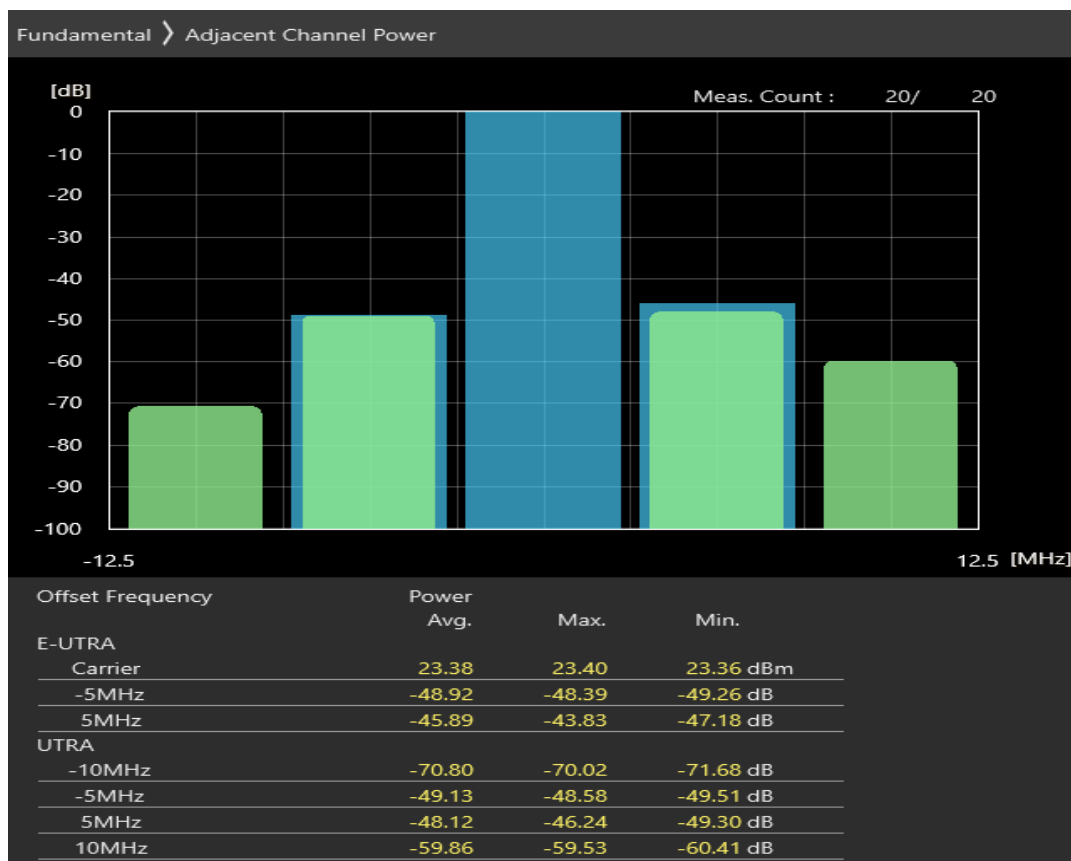 Fundamental 〉 Adjacent Channel Power
[dB]
Meas. Count : 20/ 20
0
-10
-20
-30
-40
-50
-60
-70
-80
-90
-100
-12.5 12.5 [MHz]
Offset Frequency Power
Avg. Max. Min.
E-UTRA
Carrier 23.38 23.40 23.36 dBm
-5MHz -48.92 -48.39 -49.26 dB
5MHz -45.89 -43.83 -47.18 dB
UTRA
-10MHz -70.80 -70.02 -71.68 dB
-5MHz -49.13 -48.58 -49.51 dB
5MHz -48.12 -46.24 -49.30 dB
10MHz -59.86 -59.53 -60.41 dB